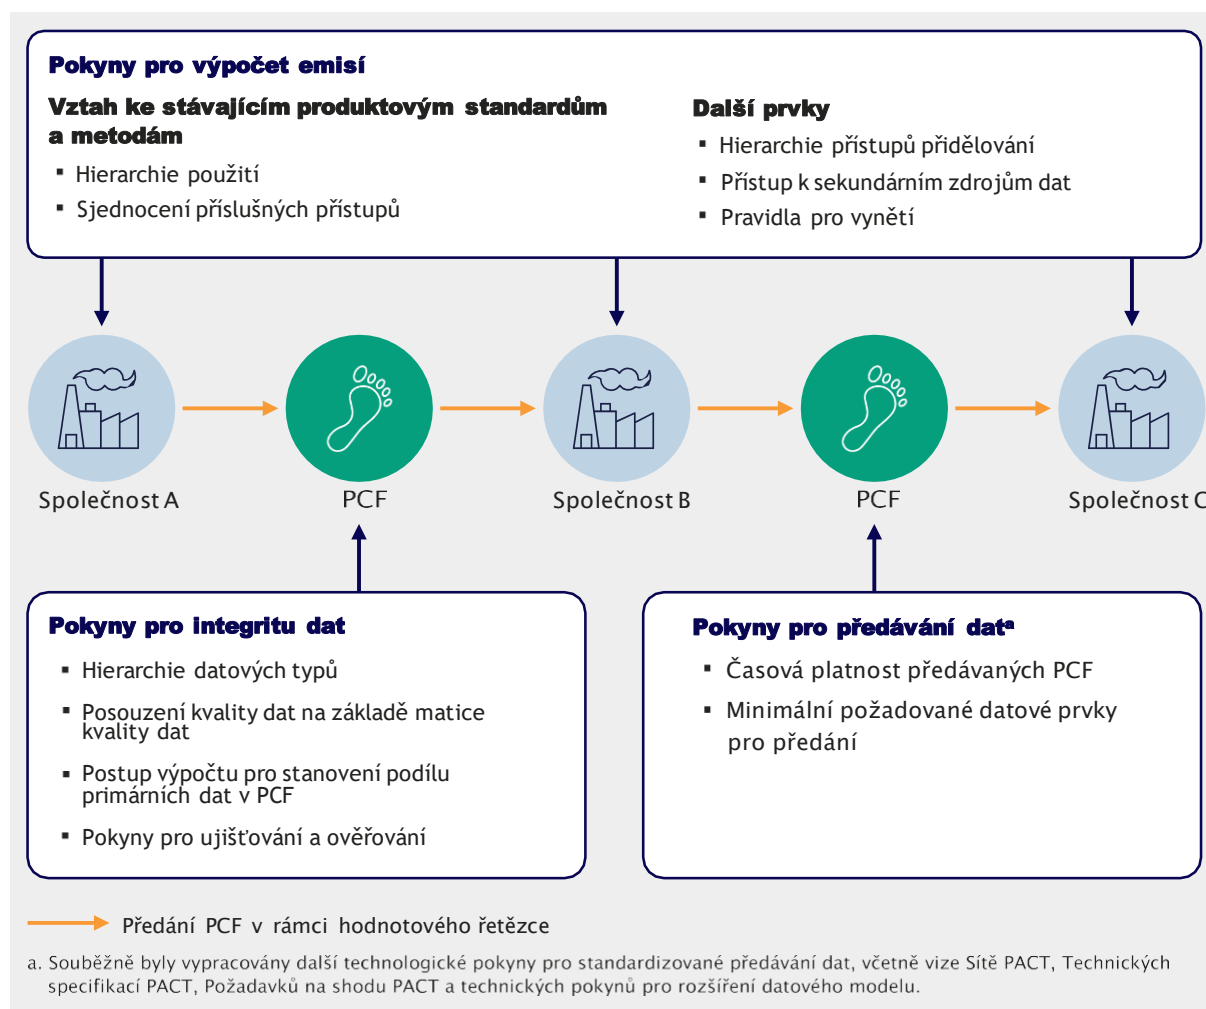 Pokyny pro výpočet emisí
Vztah ke stávajícím produktovým standardům
a metodám
▪ Hierarchie použití
▪ Sjednocení příslušných přístupů
Další prvky
▪ Hierarchie přístupů přidělování
▪ Přístup k sekundárním zdrojům dat
▪ Pravidla pro vynětí
Společnost A
PCF
Společnost B
PCF
Společnost C
Pokyny pro integritu dat
▪ Hierarchie datových typů
▪ Posouzení kvality dat na základě matice
kvality dat
▪ Postup výpočtu pro stanovení podílu
primárních dat v PCF
▪ Pokyny pro ujišťování a ověřování
Pokyny pro předávání datᵃ
▪ Časová platnost předávaných PCF
▪ Minimální požadované datové prvky
pro předání
Předání PCF v rámci hodnotového řetězce
a. Souběžně byly vypracovány další technologické pokyny pro standardizované předávání dat, včetně vize Sítě PACT, Technických
specifikací PACT, Požadavků na shodu PACT a technických pokynů pro rozšíření datového modelu.